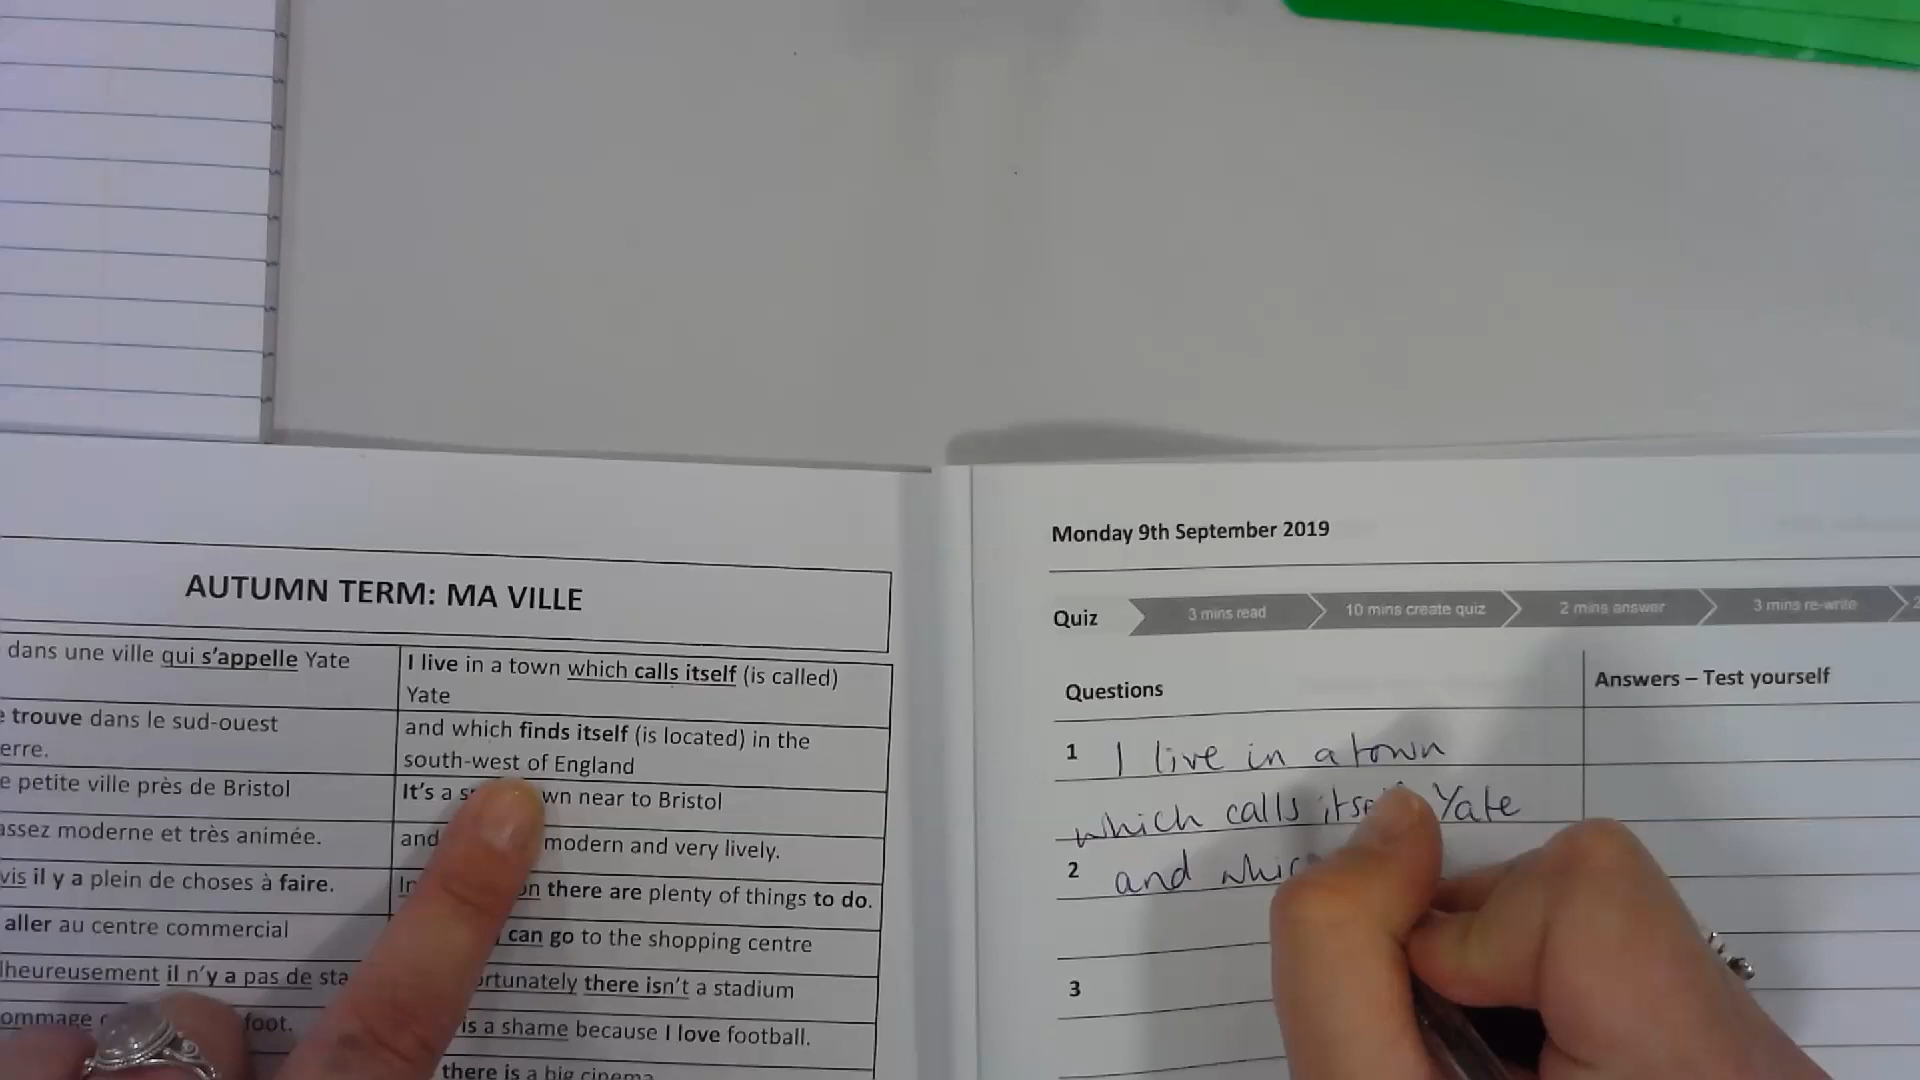 AUTUMN TERM: MA VILLE
dans une ville qui s'appelle Yate
I live in a town which calls itself (is called)
Yate
trouve dans le sud-ouest
and which finds itself (is located) in the
south-west of England
petite ville près de Bristol
It's a near to Bristol
assez moderne et très animée.
and modern and very lively.
il y a plein de choses à faire.
there are plenty of things to do.
aller au centre commercial
can go to the shopping centre
il n'y a pas de
there isn't a stadium
foot.
is a shame because I love football.
there is a big cinema
Monday 9th September 2019
Quiz
3 mins read
10 mins create quiz
2 mins answer
3 mins re-write
2
Questions
Answers – Test yourself
1 I live in a town
which calls itself Yate
2 and
3